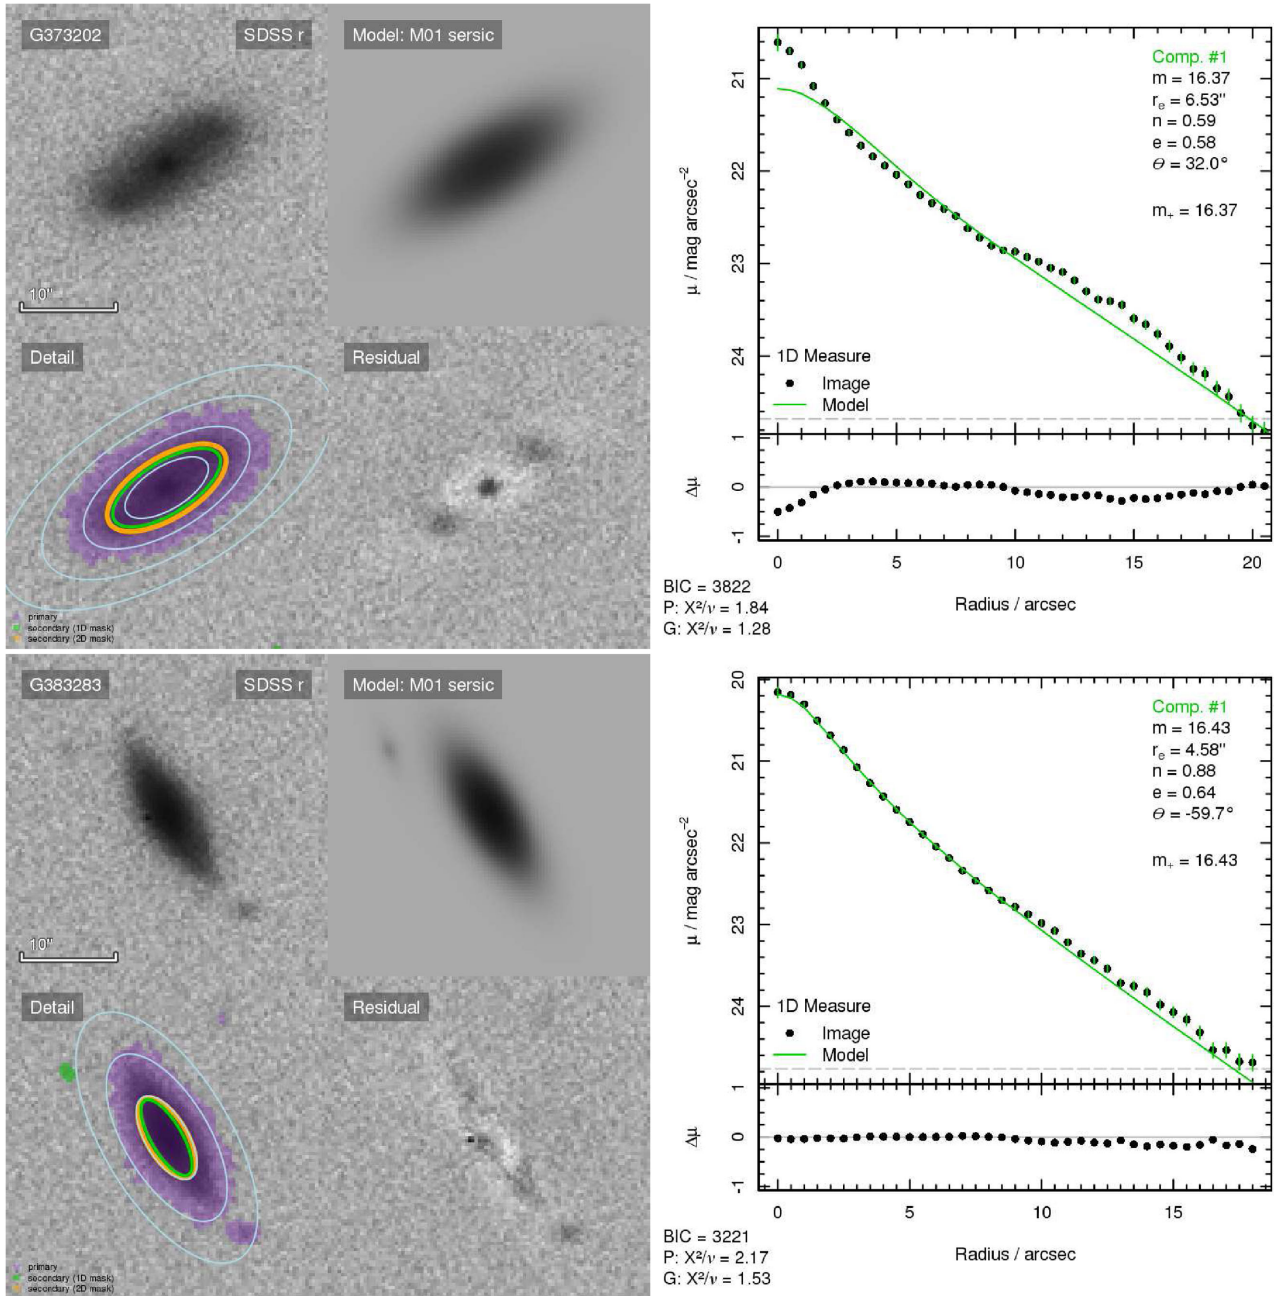 G373202
SDSS r
Model: M01 sersic
10"
Detail
Residual
primary
secondary (1D mask)
secondary (2D mask)
21
22
23
24
μ / mag arcsec⁻²
Comp. #1
m = 16.37
rₑ = 6.53"
n = 0.59
e = 0.58
Θ = 32.0°
m₊ = 16.37
1D Measure
Image
Model
1
0
-1
Δμ
0
5
10
15
20
Radius / arcsec
BIC = 3822
P: X²/ν = 1.84
G: X²/ν = 1.28
G383283
SDSS r
Model: M01 sersic
10"
Detail
Residual
primary
secondary (1D mask)
secondary (2D mask)
20
21
22
23
24
μ / mag arcsec⁻²
Comp. #1
m = 16.43
rₑ = 4.58"
n = 0.88
e = 0.64
Θ = -59.7°
m₊ = 16.43
1D Measure
Image
Model
1
0
-1
Δμ
0
5
10
15
Radius / arcsec
BIC = 3221
P: X²/ν = 2.17
G: X²/ν = 1.53